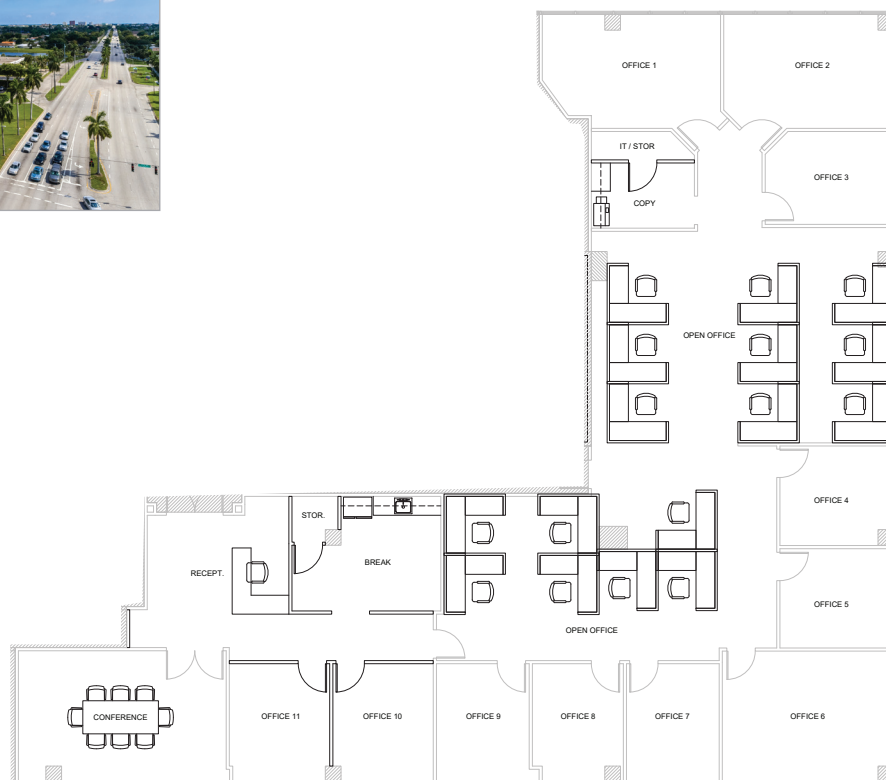 OFFICE 1
OFFICE 2
IT / STOR
OFFICE 3
COPY
OPEN OFFICE
OFFICE 4
STOR.
BREAK
RECEPT.
OFFICE 5
OPEN OFFICE
CONFERENCE
OFFICE 11
OFFICE 10
OFFICE 9
OFFICE 8
OFFICE 7
OFFICE 6